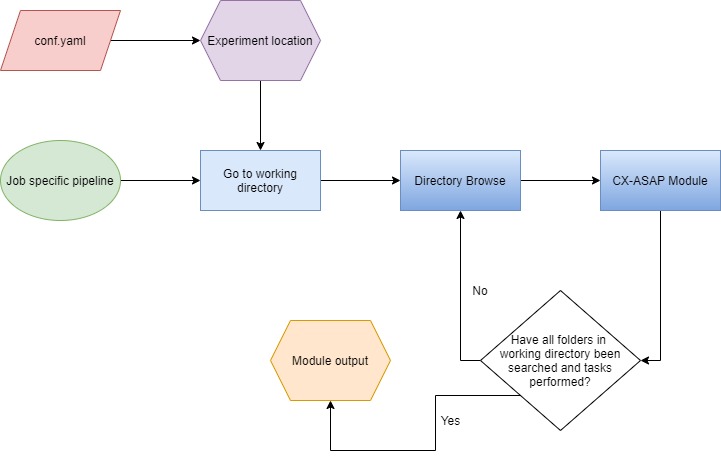 conf.yaml
Experiment location
Job specific pipeline
Go to working
directory
Directory Browse
CX-ASAP Module
No
Have all folders in
working directory been
searched and tasks
performed?
Module output
Yes